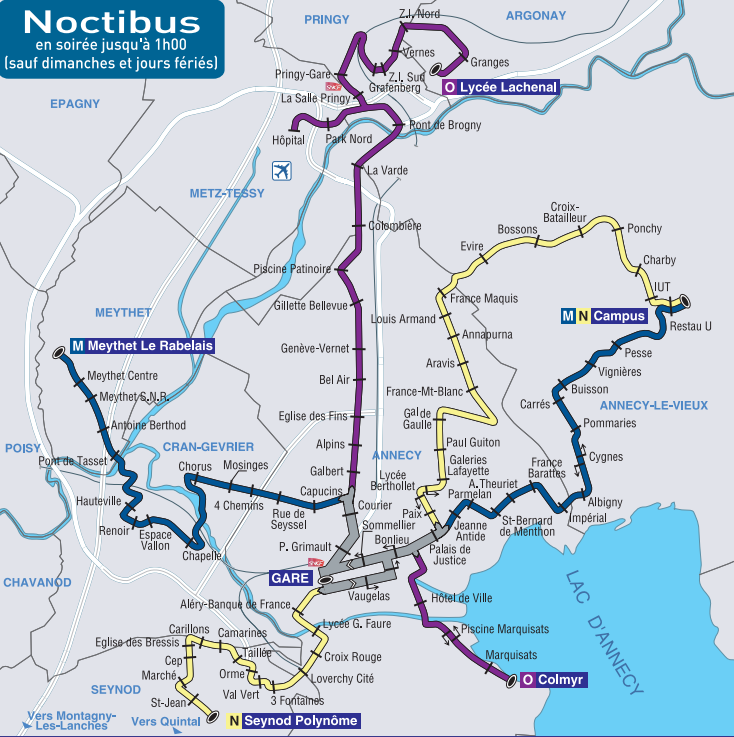 Noctibus
en soirée jusqu'à 1h00
(sauf dimanches et jours fériés)
PRINGY
Z.I. Nord
ARGONAY
Vernes
Granges
Z.I. Sud
Grafenberg
Pringy-Gare
SNCF
La Salle Pringy
O Lycée Lachenal
EPAGNY
Hôpital
Park Nord
Pont de Brogny
METZ-TESSY
La Varde
Colombière
Croix-
Batailleur
Bossons
Ponchy
Evire
Charby
Piscine Patinoire
IUT
France Maquis
MEYTHET
Gillette Bellevue
Louis Armand
M N Campus
Restau U
Annapurna
M Meythet Le Rabelais
Genève-Vernet
Pesse
Aravis
Vignières
Meythet Centre
Bel Air
France-Mt-Blanc
Buisson
Meythet S.N.R.
Carrés
ANNECY-LE-VIEUX
Eglise des Fins
Gal de
Gaulle
Antoine Berthod
Pommaries
POISY
CRAN-GEVRIER
Alpins
Paul Guiton
Pont de Tasset
ANNECY
Galeries
Lafayette
Cygnes
Chorus
Mosinges
Galbert
Lycée
Berthollet
France
Barattes
A.Theuriet
Parmelan
Capucins
Hauteville
4 Chemins
Courier
Albigny
Rue de
Seyssel
Paix
Impérial
Renoir
Espace
Vallon
Sommellier
Jeanne
Antide
St-Bernard
de Menthon
Bonlieu
Chapelle
P. Grimault
Palais de
Justice
SNCF
GARE
CHAVANOD
Vaugelas
LAC D'ANNECY
Aléry-Banque de France
Hôtel de Ville
Lycée G. Faure
Carillons
Camarines
Piscine Marquisats
Eglise des Bressis
Taillée
Cep
Croix Rouge
Marquisats
Marché
Orme
Loverchy Cité
O Colmyr
SEYNOD
Val Vert
3 Fontaines
St-Jean
N Seynod Polynôme
Vers Montagny-
Les-Lanches
Vers Quintal